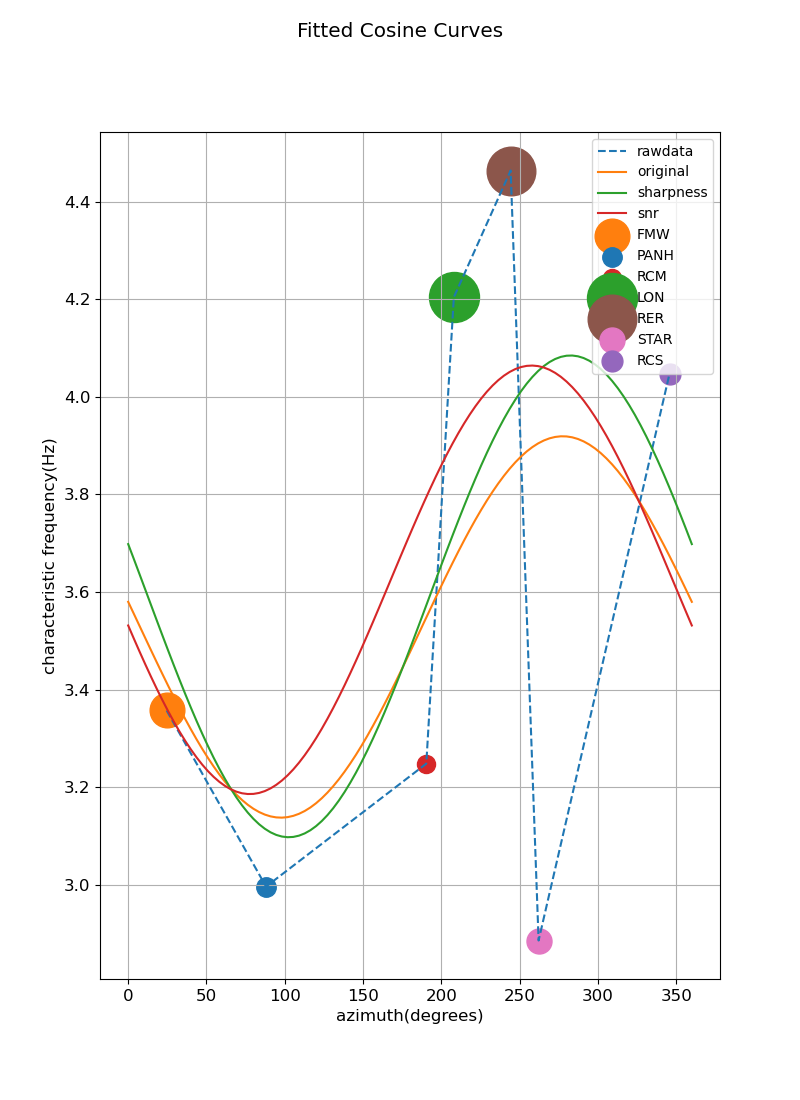 Fitted Cosine Curves
characteristic frequency(Hz)
4.4
4.2
4.0
3.8
3.6
3.4
3.2
3.0
rawdata
original
sharpness
snr
FMW
PANH
RCM
LON
RER
STAR
RCS
0 50 100 150 200 250 300 350
azimuth(degrees)